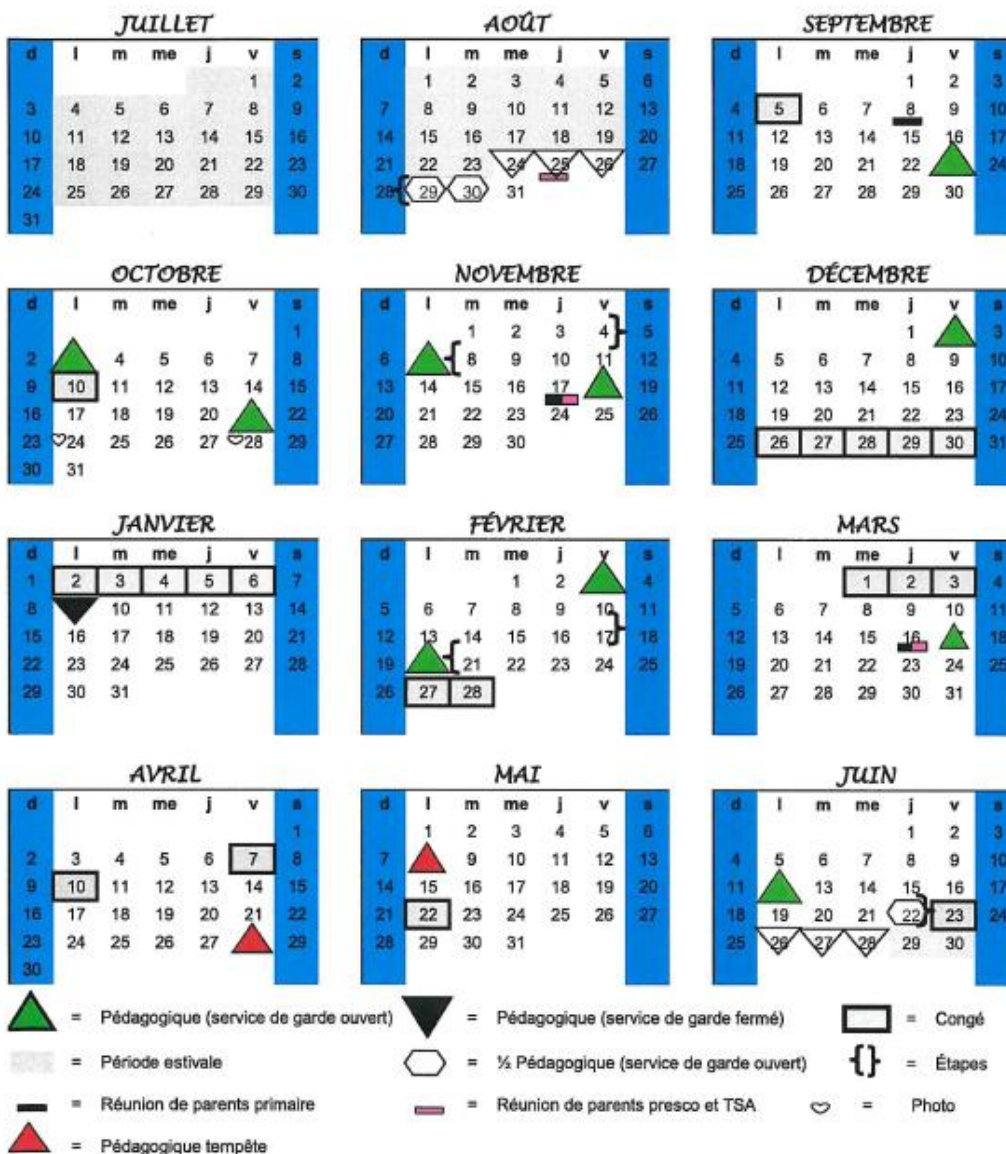 JUILLET AOÛT SEPTEMBRE
d l m me j v s d l m me j v s d l m me j v s
1 2 1 2 3 4 5 6 1 2 3
3 4 5 6 7 8 9 7 8 9 10 11 12 13 4 5 6 7 8 9 10
10 11 12 13 14 15 16 14 15 16 17 18 19 20 11 12 13 14 15 16 17
17 18 19 20 21 22 23 21 22 23 24 25 26 27 18 19 20 21 22 24
24 25 26 27 28 29 30 28 29 30 31 25 26 27 28 29 30
31
OCTOBRE NOVEMBRE DÉCEMBRE
d l m me j v s d l m me j v s d l m me j v s
1 1 2 3 4 5 1 3
2 4 5 6 7 8 6 8 9 10 11 12 4 5 6 7 8 9 10
9 10 11 12 13 14 15 13 14 15 16 17 19 11 12 13 14 15 16 17
16 17 18 19 20 22 20 21 22 23 24 25 26 18 19 20 21 22 23 24
23 24 25 26 27 28 29 27 28 29 30 25 26 27 28 29 30 31
30 31
JANVIER FÉVRIER MARS
d l m me j v s d l m me j v s d l m me j v s
1 2 3 4 5 6 7 1 2 4 1 2 3 4
8 10 11 12 13 14 5 6 7 8 9 10 11 5 6 7 8 9 10 11
15 16 17 18 19 20 21 12 13 14 15 16 17 18 12 13 14 15 16 18
22 23 24 25 26 27 28 19 21 22 23 24 25 19 20 21 22 23 24 25
29 30 31 26 27 28 26 27 28 29 30 31
AVRIL MAI JUIN
d l m me j v s d l m me j v s d l m me j v s
1 1 2 3 4 5 6 1 2 3
2 3 4 5 6 7 8 7 9 10 11 12 13 4 5 6 7 8 9 10
9 10 11 12 13 14 15 14 15 16 17 18 19 20 11 13 14 15 16 17
16 17 18 19 20 21 22 21 22 23 24 25 26 27 18 19 20 21 22 23 24
23 24 25 26 27 29 28 29 30 31 25 26 27 28 29 30
30
= Pédagogique (service de garde ouvert) = Pédagogique (service de garde fermé) = Congé
= Période estivale = ½ Pédagogique (service de garde ouvert) {} = Étapes
= Réunion de parents primaire = Réunion de parents presco et TSA = Photo
= Pédagogique tempête